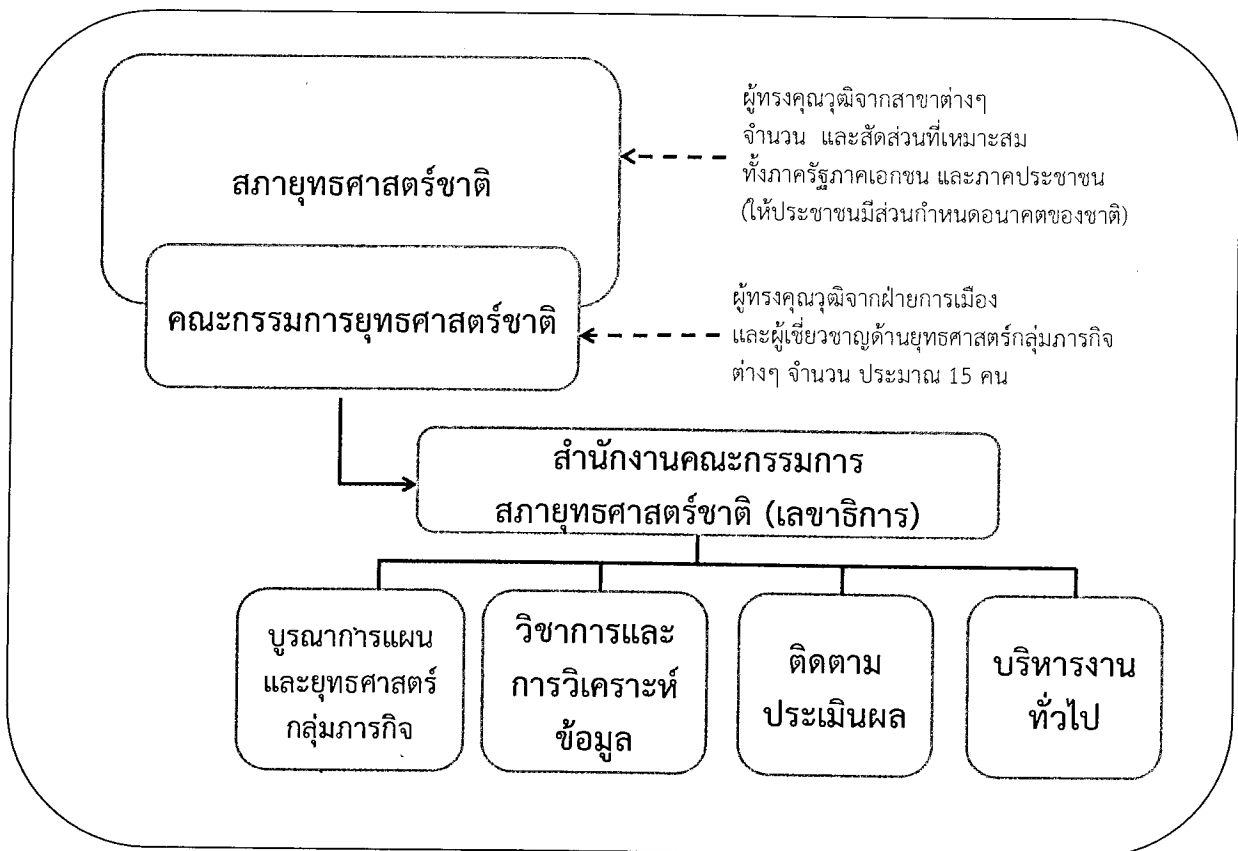 สภายุทธศาสตร์ชาติ
ผู้ทรงคุณวุฒิจากสาขาต่างๆ
จำนวน และสัดส่วนที่เหมาะสม
ทั้งภาครัฐภาคเอกชน และภาคประชาชน
(ให้ประชาชนมีส่วนกำหนดอนาคตของชาติ)
คณะกรรมการยุทธศาสตร์ชาติ
ผู้ทรงคุณวุฒิจากฝ่ายการเมือง
และผู้เชี่ยวชาญด้านยุทธศาสตร์กลุ่มภารกิจ
ต่างๆ จำนวน ประมาณ 15 คน
สำนักงานคณะกรรมการ
สภายุทธศาสตร์ชาติ (เลขาธิการ)
บูรณาการแผน
และยุทธศาสตร์
กลุ่มภารกิจ
วิชาการและ
การวิเคราะห์
ข้อมูล
ติดตาม
ประเมินผล
บริหารงาน
ทั่วไป